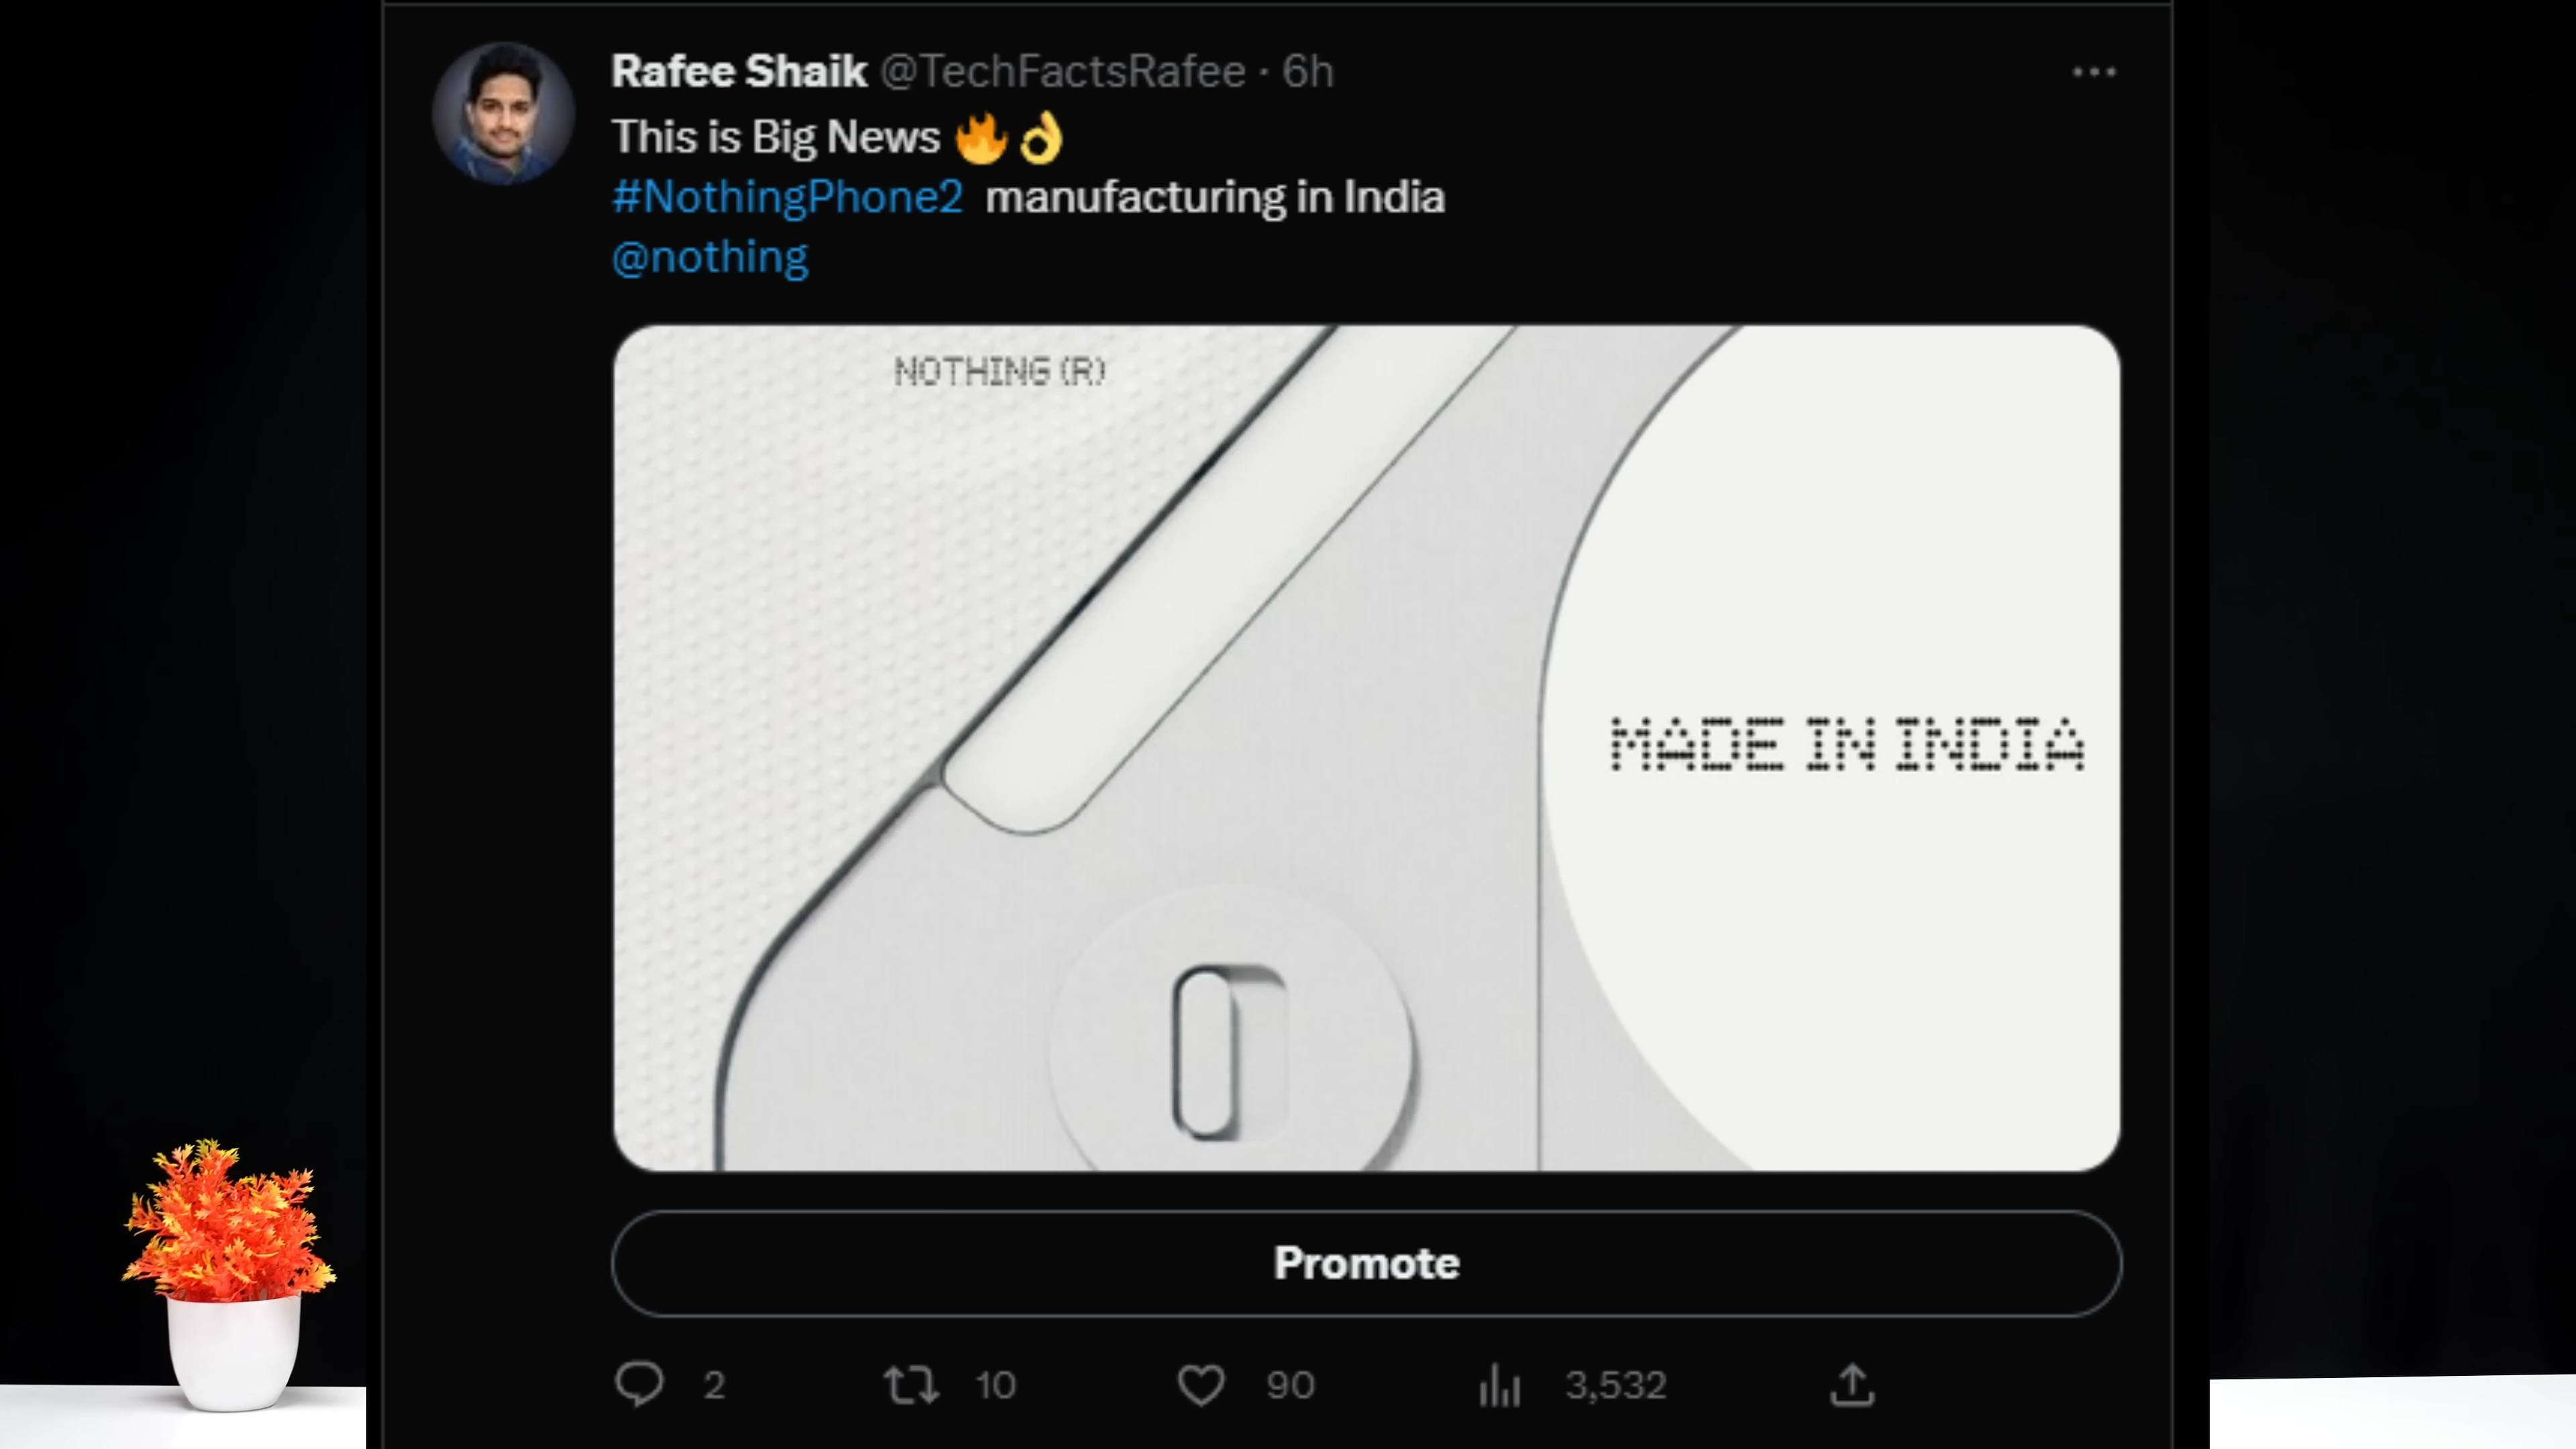 Rafee Shaik @TechFactsRafee · 6h
This is Big News 🔥👌
#NothingPhone2 manufacturing in India
@nothing
NOTHING (R)
MADE IN INDIA
Promote
2 10 90 3,532